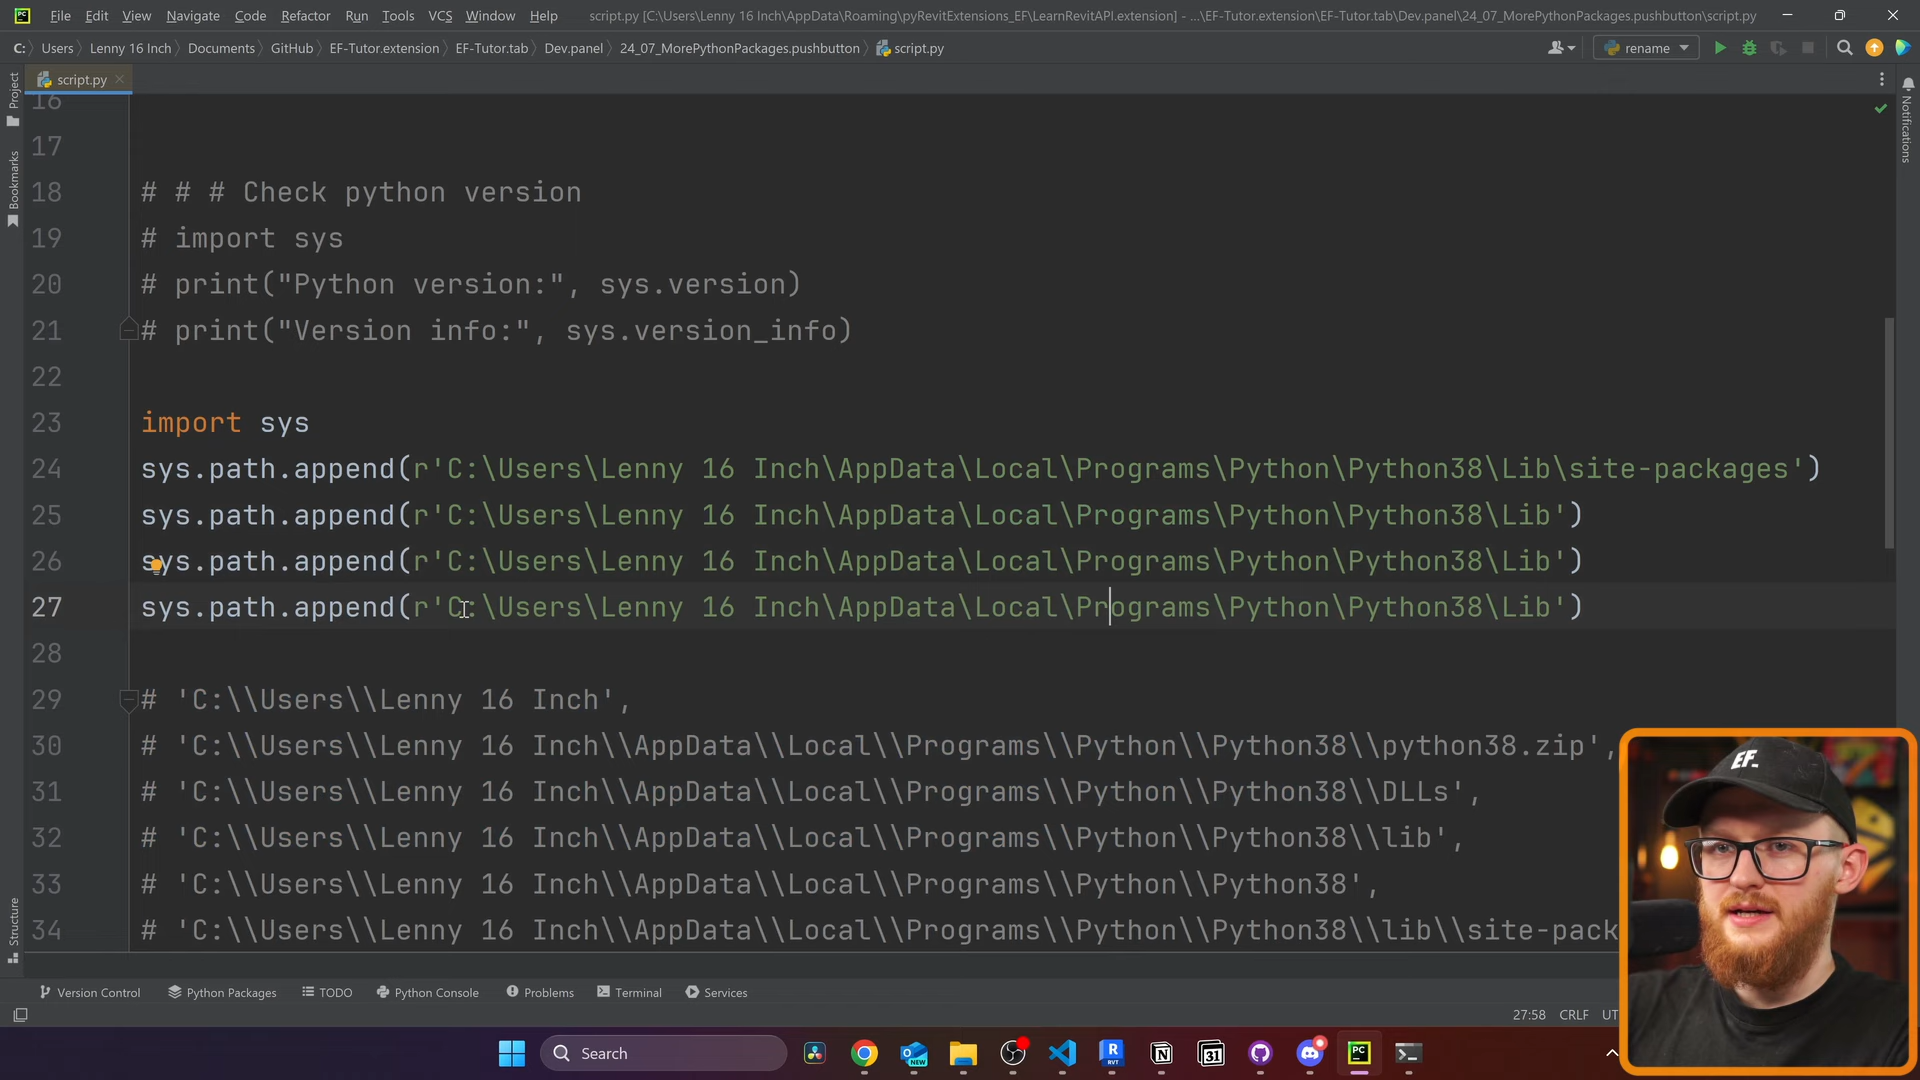 File Edit View Navigate Code Refactor Run Tools VCS Window Help script.py [C:\Users\Lenny 16 Inch\AppData\Roaming\pyRevitExtensions_EF\LearnRevitAPI.extension] - ...\EF-Tutor.extension\EF-Tutor.tab\Dev.panel\24_07_MorePythonPackages.pushbutton\script.py
C: Users Lenny 16 Inch Documents GitHub EF-Tutor.extension EF-Tutor.tab Dev.panel 24_07_MorePythonPackages.pushbutton script.py rename
Project
Bookmarks
Structure
Notifications
script.py
16
17
18 # # # Check python version
19 # import sys
20 # print("Python version:", sys.version)
21 # print("Version info:", sys.version_info)
22
23 import sys
24 sys.path.append(r'C:\Users\Lenny 16 Inch\AppData\Local\Programs\Python\Python38\Lib\site-packages')
25 sys.path.append(r'C:\Users\Lenny 16 Inch\AppData\Local\Programs\Python\Python38\Lib')
26 sys.path.append(r'C:\Users\Lenny 16 Inch\AppData\Local\Programs\Python\Python38\Lib')
27 sys.path.append(r'C:\Users\Lenny 16 Inch\AppData\Local\Programs\Python\Python38\Lib')
28
29 # 'C:\\Users\\Lenny 16 Inch',
30 # 'C:\\Users\\Lenny 16 Inch\\AppData\\Local\\Programs\\Python\\Python38\\python38.zip',
31 # 'C:\\Users\\Lenny 16 Inch\\AppData\\Local\\Programs\\Python\\Python38\\DLLs',
32 # 'C:\\Users\\Lenny 16 Inch\\AppData\\Local\\Programs\\Python\\Python38\\lib',
33 # 'C:\\Users\\Lenny 16 Inch\\AppData\\Local\\Programs\\Python\\Python38',
34 # 'C:\\Users\\Lenny 16 Inch\\AppData\\Local\\Programs\\Python\\Python38\\lib\\site-pack
EF.
Version Control Python Packages TODO Python Console Problems Terminal Services
27:58 CRLF UT
Search
NEW
R
RVT
31
PC